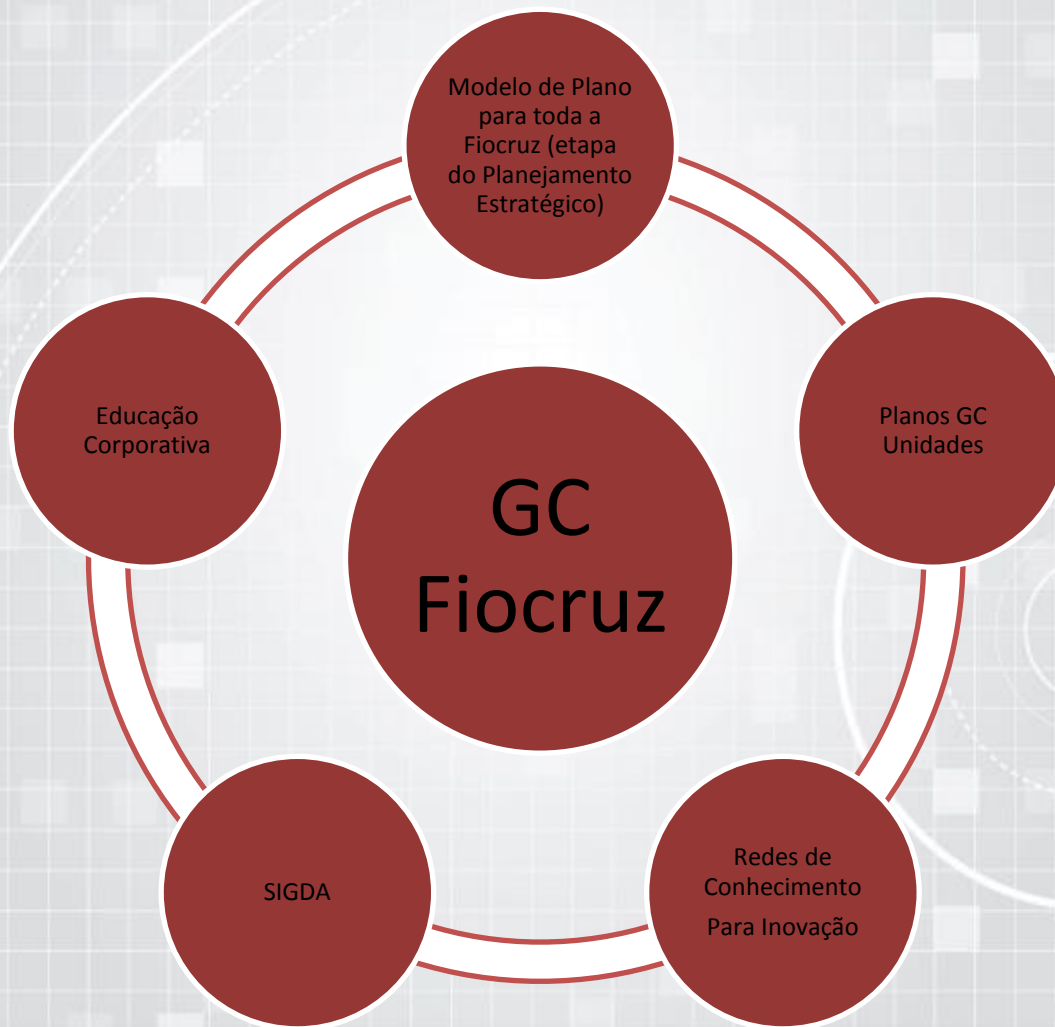 Modelo de Plano
para toda a
Fiocruz (etapa
do Planejamento
Estratégico)
Planos GC
Unidades
Redes de
Conhecimento
Para Inovação
SIGDA
Educação
Corporativa
GC
Fiocruz